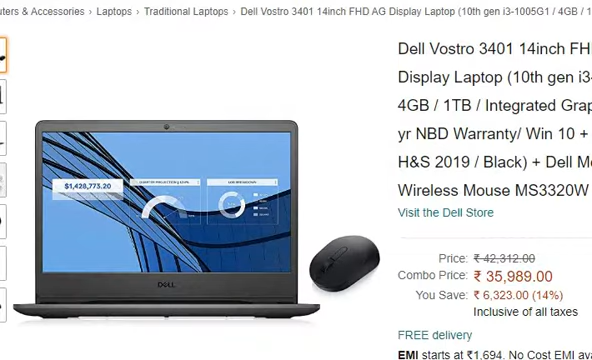 uters & Accessories › Laptops › Traditional Laptops › Dell Vostro 3401 14inch FHD AG Display Laptop (10th gen i3-1005G1 / 4GB / 1
Dell Vostro 3401 14inch FH
Display Laptop (10th gen i3-
4GB / 1TB / Integrated Grap
yr NBD Warranty/ Win 10 +
H&S 2019 / Black) + Dell M
Wireless Mouse MS3320W
Visit the Dell Store
$1,428,773.20
DELL
Price: ₹ 42,312.00
Combo Price: ₹ 35,989.00
You Save: ₹ 6,323.00 (14%)
Inclusive of all taxes
FREE delivery
EMI starts at ₹1,694. No Cost EMI ava